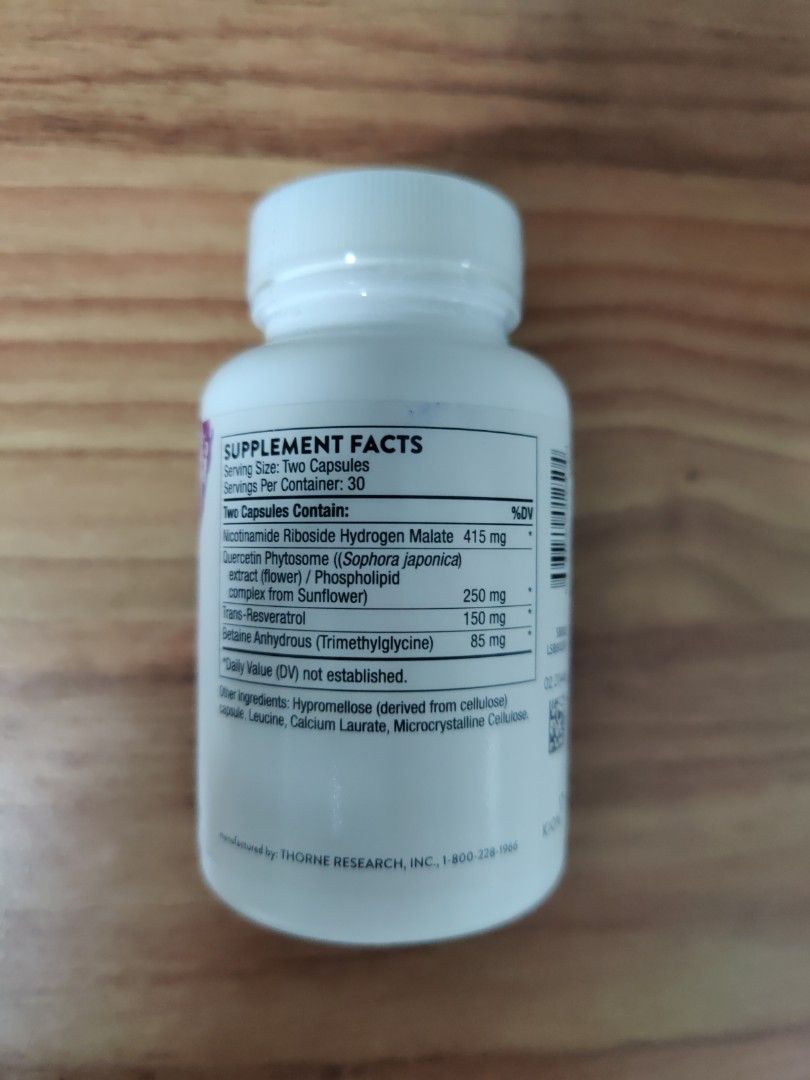 SUPPLEMENT FACTS
Serving Size: Two Capsules
Servings Per Container: 30
Two Capsules Contain: %DV
Nicotinamide Riboside Hydrogen Malate 415 mg *
Quercetin Phytosome ((Sophora japonica)
extract (flower) / Phospholipid
complex from Sunflower) 250 mg *
Trans-Resveratrol 150 mg *
Betaine Anhydrous (Trimethylglycine) 85 mg *
*Daily Value (DV) not established.
Other ingredients: Hypromellose (derived from cellulose)
capsule, Leucine, Calcium Laurate, Microcrystalline Cellulose.
manufactured by: THORNE RESEARCH, INC., 1-800-228-1966